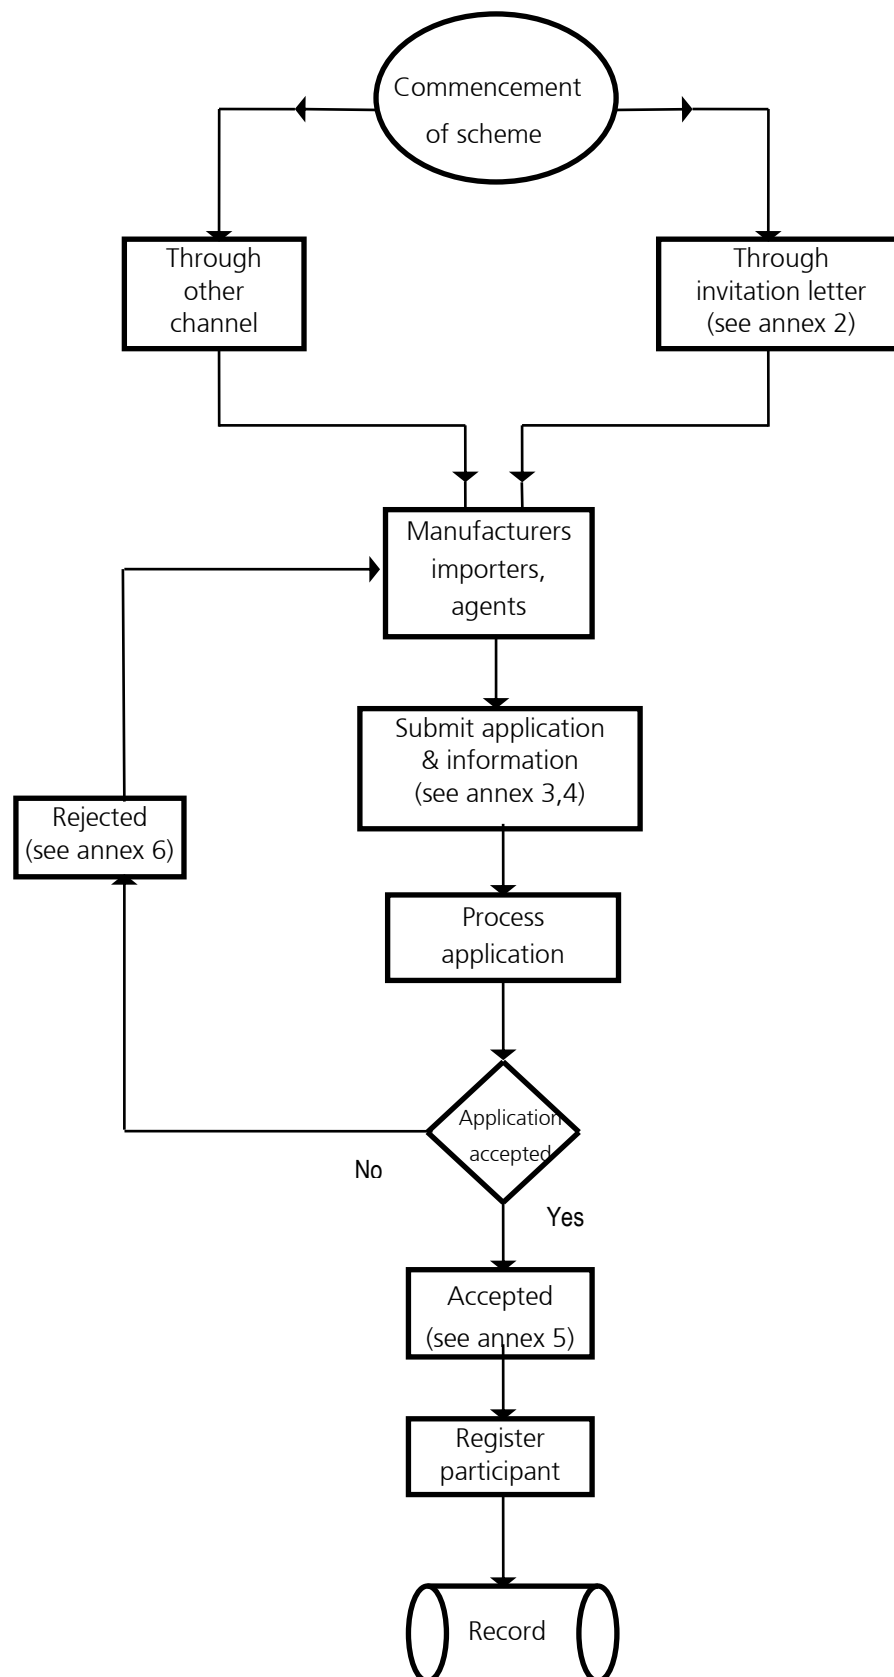 Commencement
of scheme
Through
other
channel
Through
invitation letter
(see annex 2)
Manufacturers
importers,
agents
Submit application
& information
(see annex 3,4)
Rejected
(see annex 6)
Process
application
Application
accepted
No
Yes
Accepted
(see annex 5)
Register
participant
Record